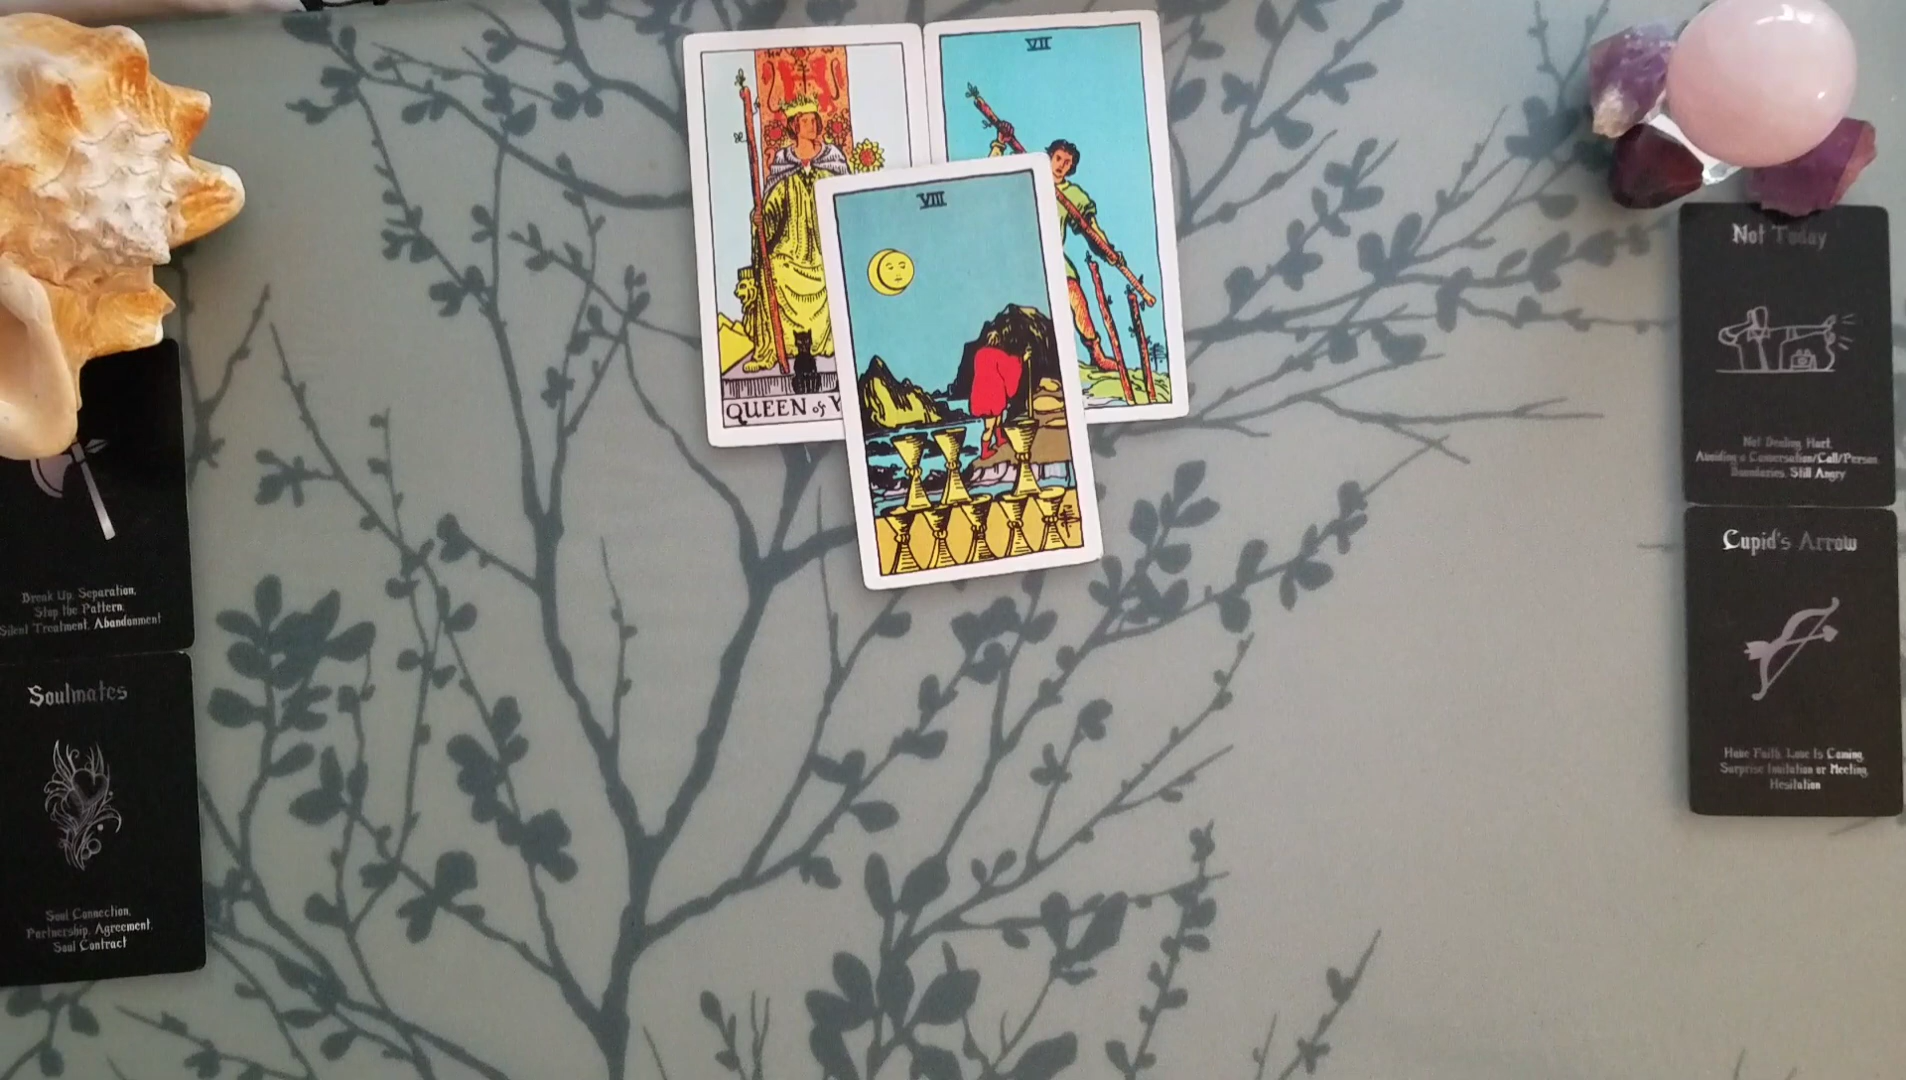 QUEEN of
VII
VIII
Break Up, Separation,
Stop the Pattern,
Silent Treatment, Abandonment
Soulmates
Soul Connection,
Partnership, Agreement,
Soul Contract
Not Today
Not Dealing, Hurt,
Avoiding a Conversation/Call/Person,
Boundaries, Still Angry
Cupid's Arrow
Have Faith, Love Is Coming,
Surprise Invitation or Meeting,
Hesitation